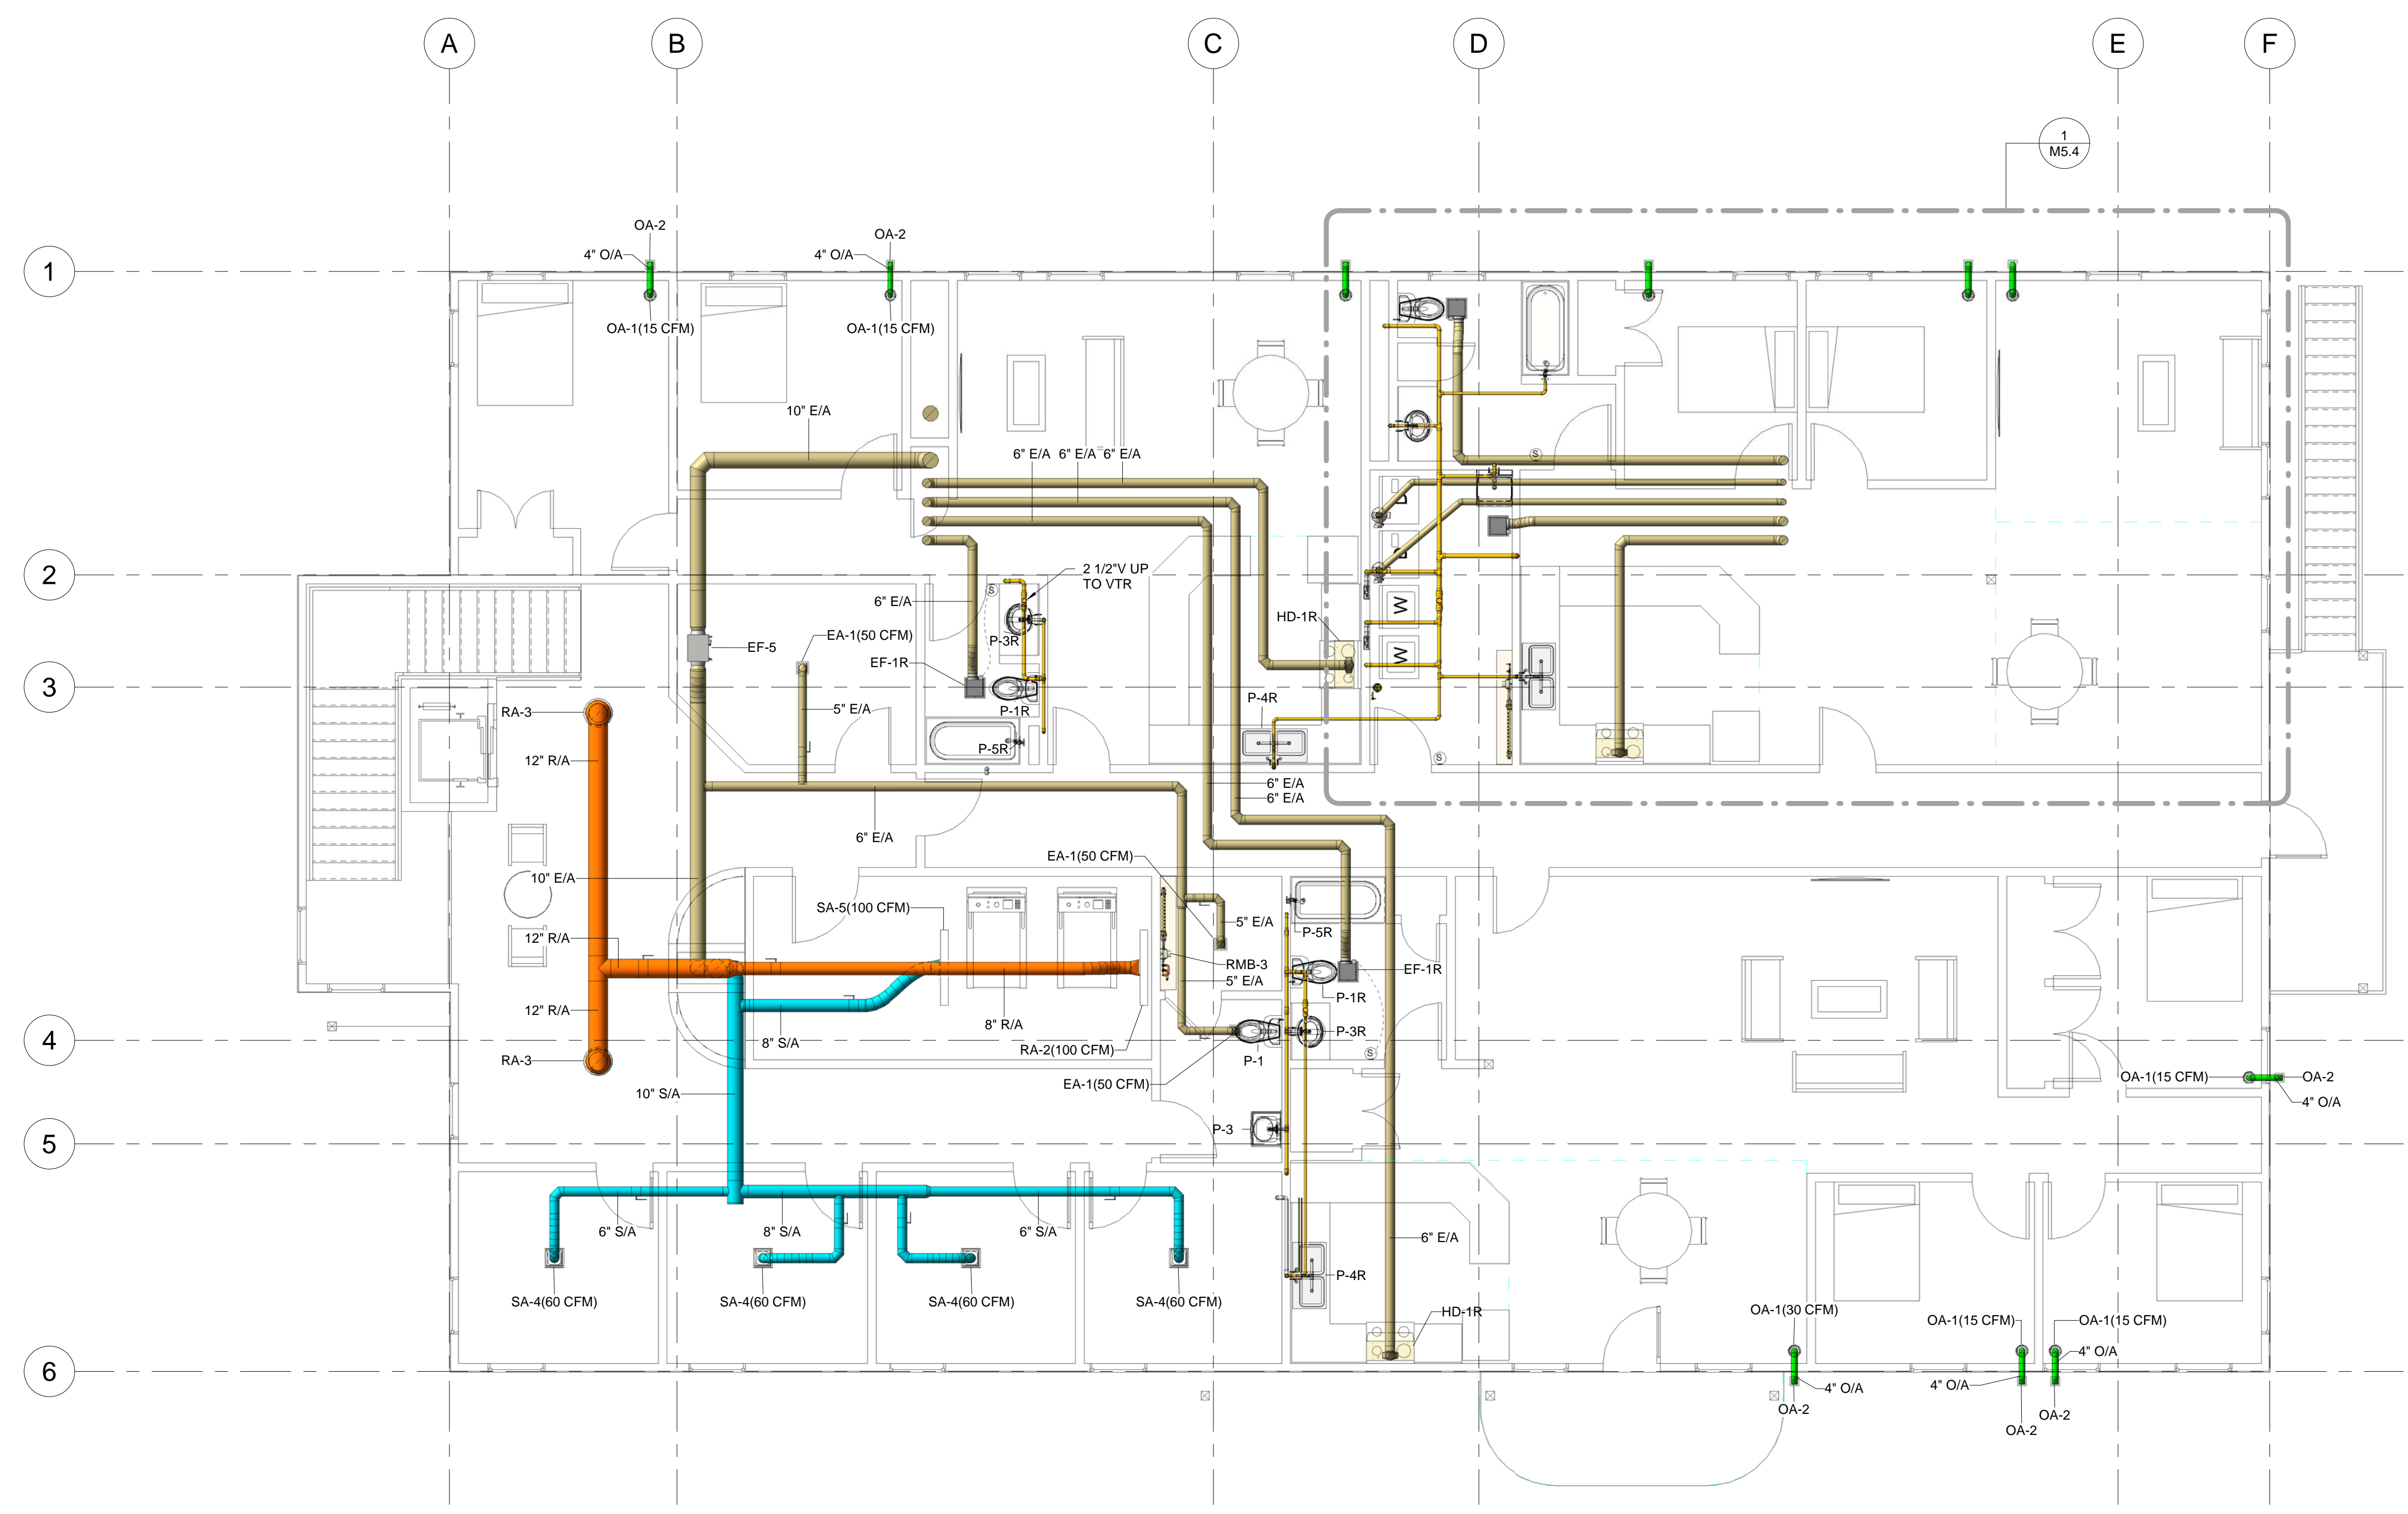 A B C D E F
1
M5.4
OA-2
OA-2
4" O/A
4" O/A
1
OA-1(15 CFM)
OA-1(15 CFM)
10" E/A
6" E/A 6" E/A 6" E/A
D
D
2
2 1/2"V UP
TO VTR
S
S
6" E/A
W
HD-1R
P-3R
EA-1(50 CFM)
EF-5
EF-1R
W
3
P-4R
RA-3
5" E/A
P-1R
P-5R
S
12" R/A
6" E/A
6" E/A
6" E/A
EA-1(50 CFM)
10" E/A
SA-5(100 CFM)
5" E/A
P-5R
12" R/A
RMB-3
EF-1R
5" E/A
P-1R
12" R/A
8" R/A
P-3R
4
8" S/A
RA-2(100 CFM)
S
RA-3
P-1
EA-1(50 CFM)
OA-1(15 CFM)
OA-2
10" S/A
4" O/A
5
P-3
6" S/A
8" S/A
6" S/A
6" E/A
P-4R
SA-4(60 CFM)
SA-4(60 CFM)
SA-4(60 CFM)
SA-4(60 CFM)
HD-1R
OA-1(30 CFM)
OA-1(15 CFM)
OA-1(15 CFM)
4" O/A
6
4" O/A
4" O/A
OA-2
OA-2
OA-2